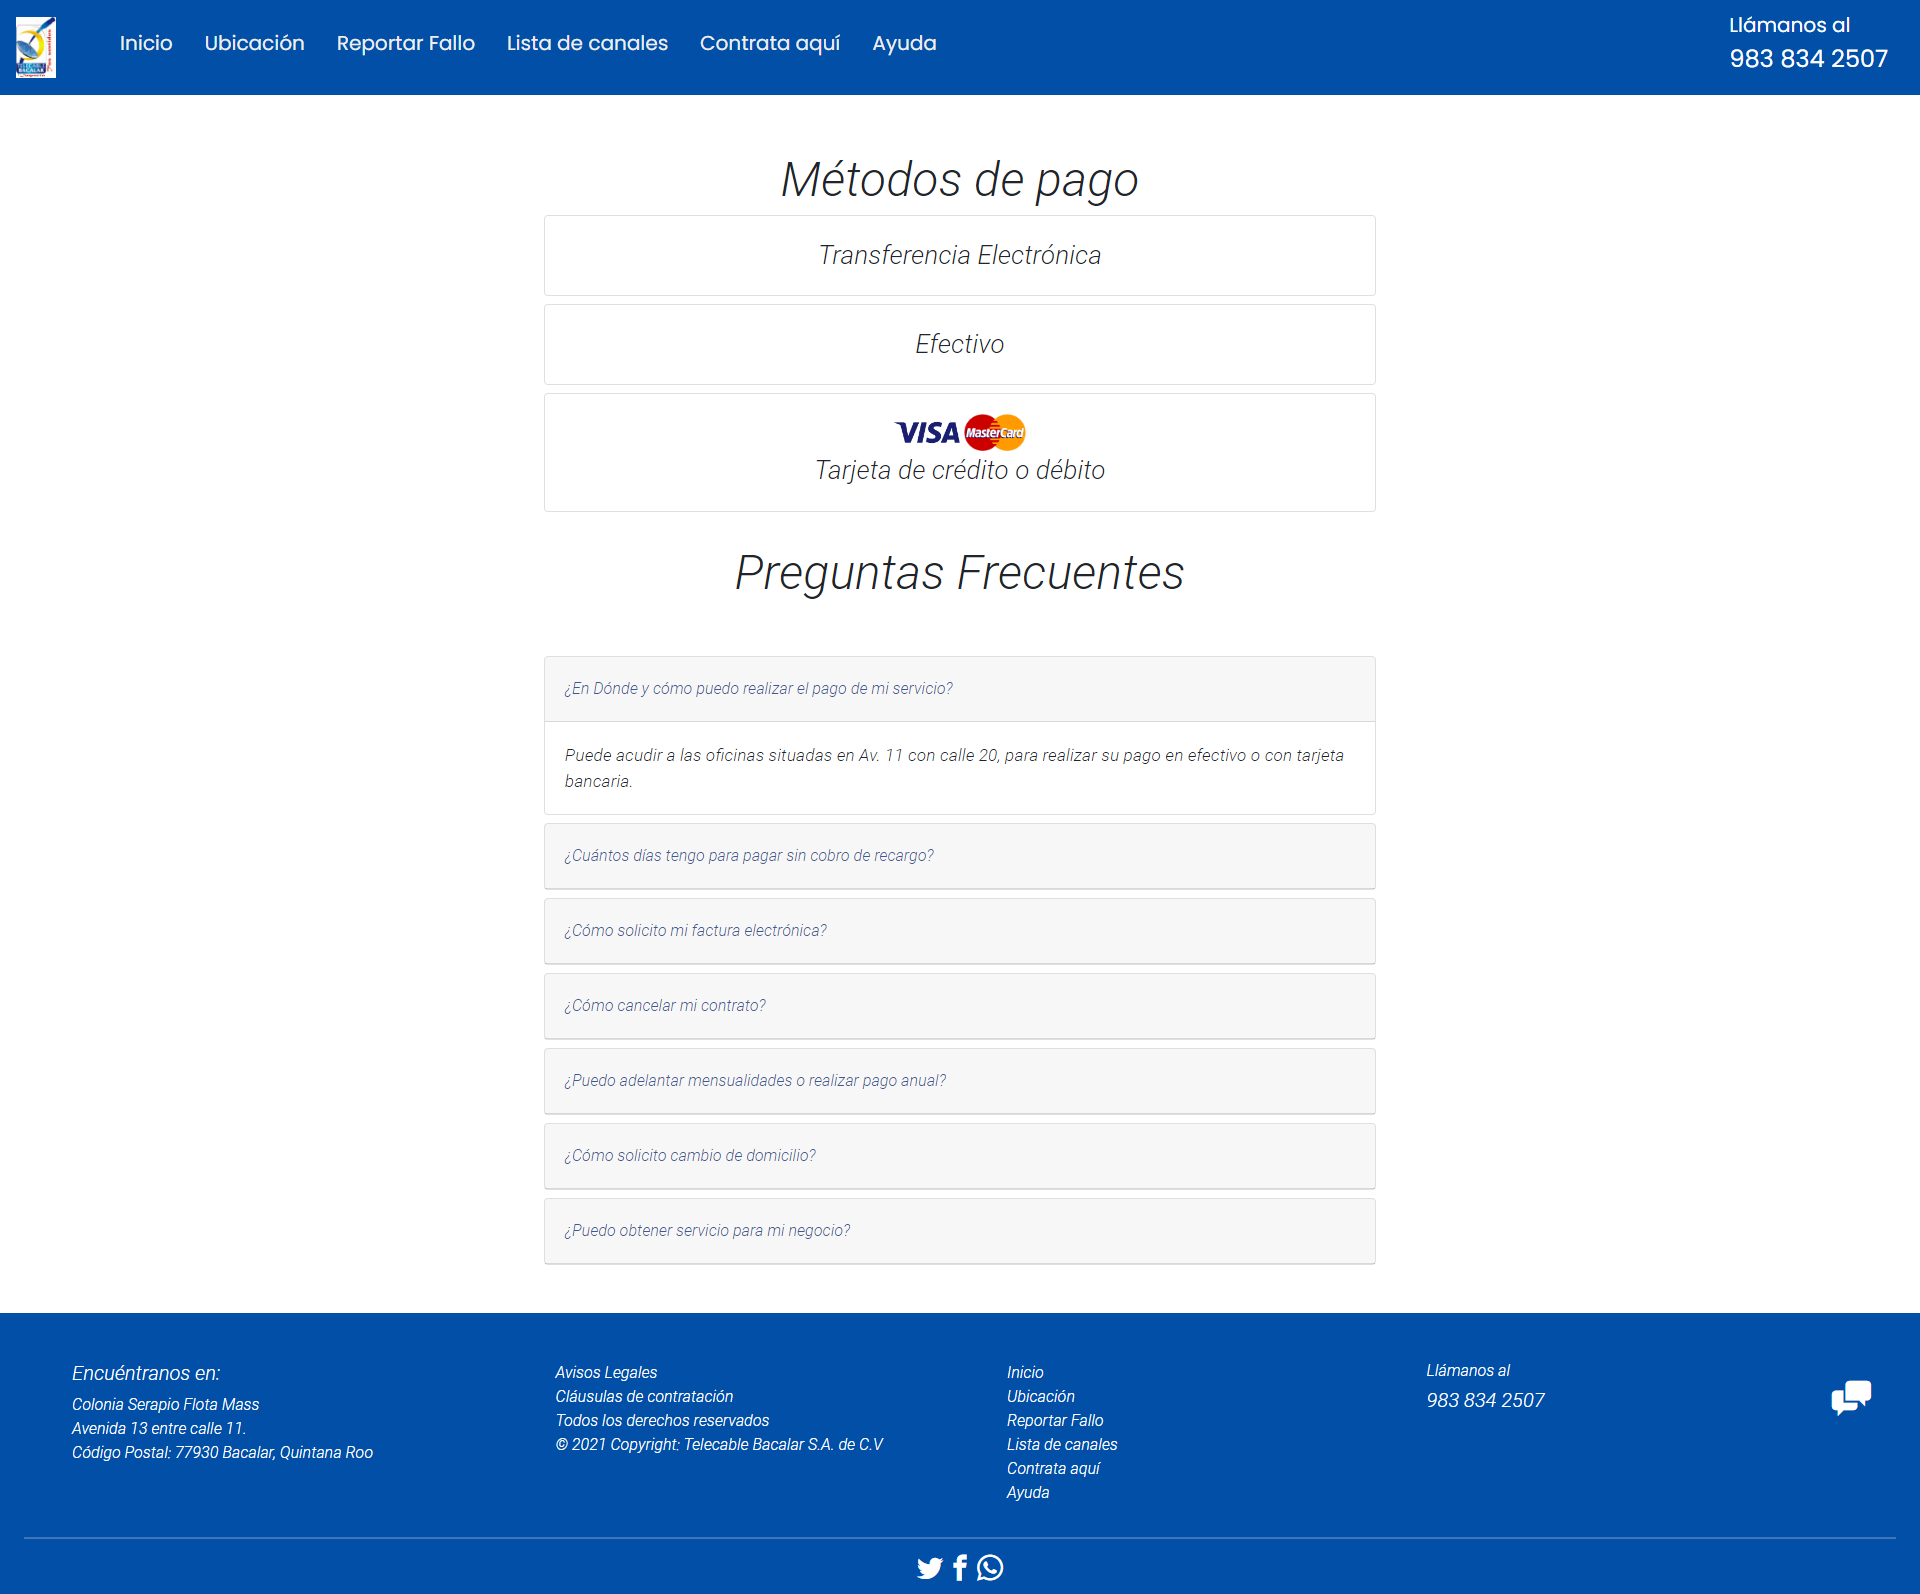 BACALAR
Inicio
Ubicación
Reportar Fallo
Lista de canales
Contrata aquí
Ayuda
Llámanos al
983 834 2507
Métodos de pago
Transferencia Electrónica
Efectivo
VISA MasterCard
Tarjeta de crédito o débito
Preguntas Frecuentes
¿En Dónde y cómo puedo realizar el pago de mi servicio?
Puede acudir a las oficinas situadas en Av. 11 con calle 20, para realizar su pago en efectivo o con tarjeta
bancaria.
¿Cuántos días tengo para pagar sin cobro de recargo?
¿Cómo solicito mi factura electrónica?
¿Cómo cancelar mi contrato?
¿Puedo adelantar mensualidades o realizar pago anual?
¿Cómo solicito cambio de domicilio?
¿Puedo obtener servicio para mi negocio?
Encuéntranos en:
Colonia Serapio Flota Mass
Avenida 13 entre calle 11.
Código Postal: 77930 Bacalar, Quintana Roo
Avisos Legales
Cláusulas de contratación
Todos los derechos reservados
© 2021 Copyright: Telecable Bacalar S.A. de C.V
Inicio
Ubicación
Reportar Fallo
Lista de canales
Contrata aquí
Ayuda
Llámanos al
983 834 2507